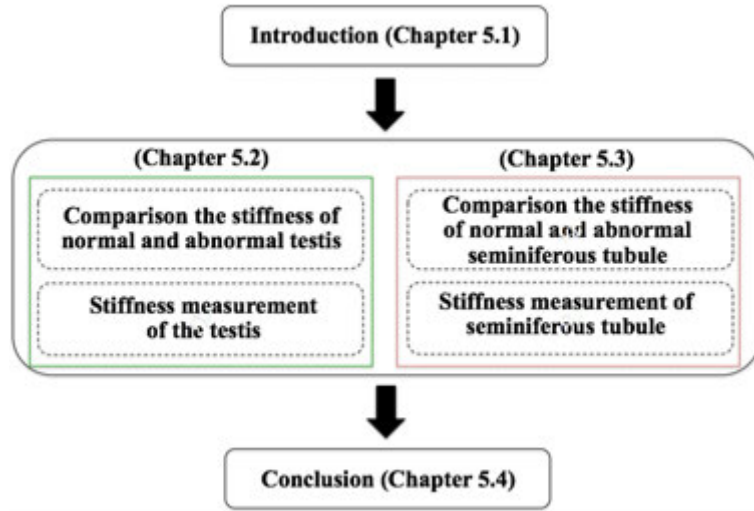 Introduction (Chapter 5.1)
(Chapter 5.2)
Comparison the stiffness of
normal and abnormal testis
Stiffness measurement
of the testis
(Chapter 5.3)
Comparison the stiffness
of normal and abnormal
seminiferous tubule
Stiffness measurement of
seminiferous tubule
Conclusion (Chapter 5.4)